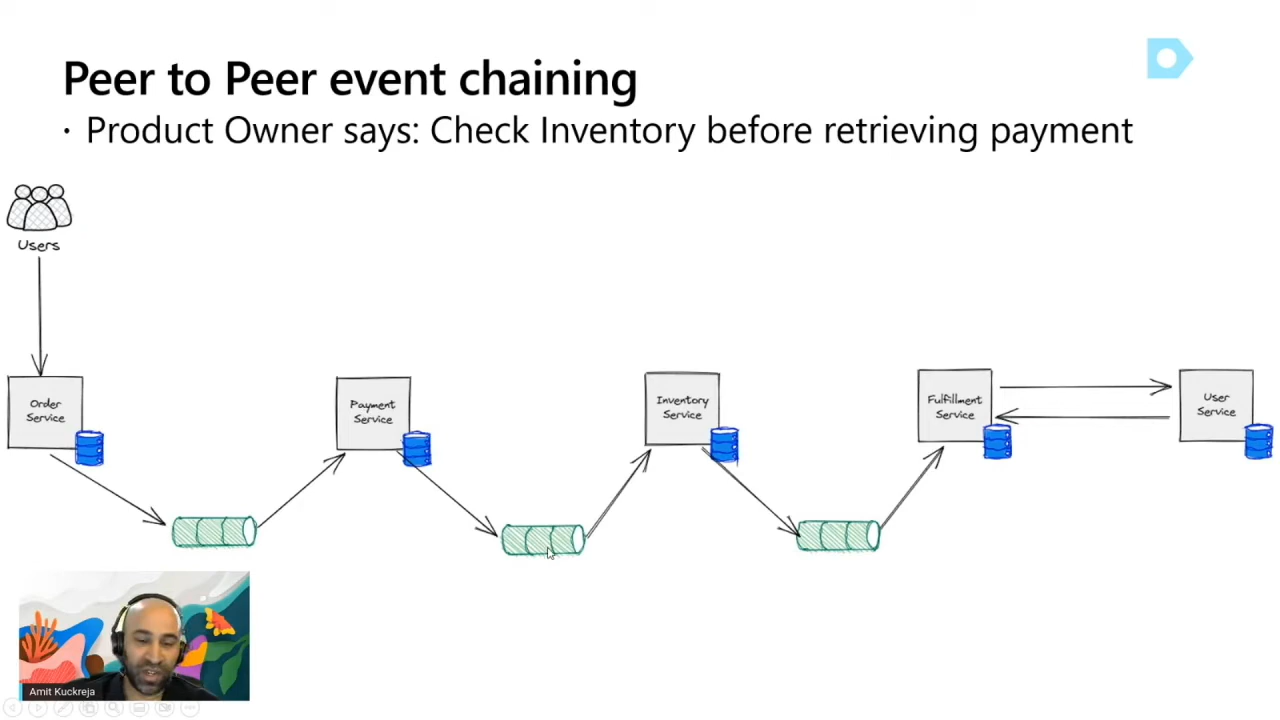 Peer to Peer event chaining
• Product Owner says: Check Inventory before retrieving payment
Users
Order
Service
Payment
Service
Inventory
Service
Fulfillment
Service
User
Service
Amit Kuckreja